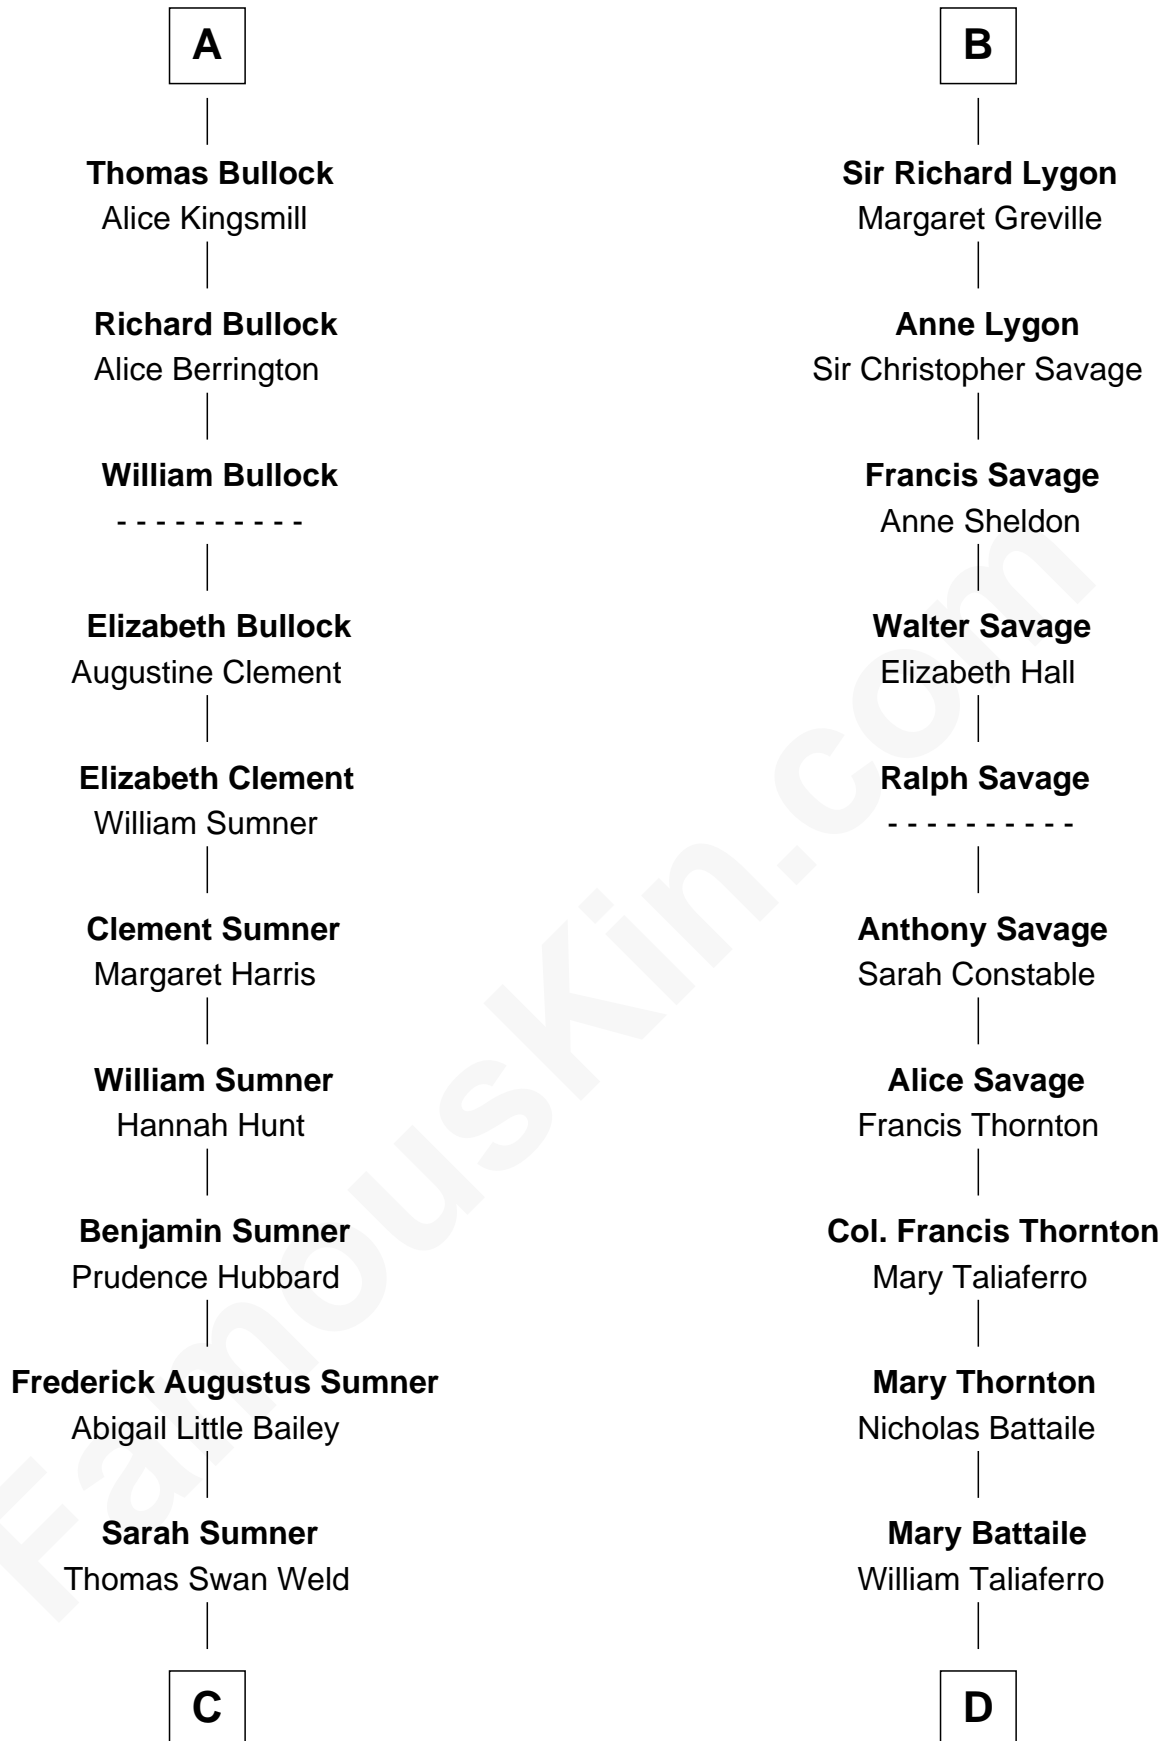 A
Thomas Bullock
Alice Kingsmill
Richard Bullock
Alice Berrington
William Bullock
- - - - - - - - - -
Elizabeth Bullock
Augustine Clement
Elizabeth Clement
William Sumner
Clement Sumner
Margaret Harris
William Sumner
Hannah Hunt
Benjamin Sumner
Prudence Hubbard
Frederick Augustus Sumner
Abigail Little Bailey
Sarah Sumner
Thomas Swan Weld
C
B
Sir Richard Lygon
Margaret Greville
Anne Lygon
Sir Christopher Savage
Francis Savage
Anne Sheldon
Walter Savage
Elizabeth Hall
Ralph Savage
- - - - - - - - - -
Anthony Savage
Sarah Constable
Alice Savage
Francis Thornton
Col. Francis Thornton
Mary Taliaferro
Mary Thornton
Nicholas Battaile
Mary Battaile
William Taliaferro
D
FamousKin.com